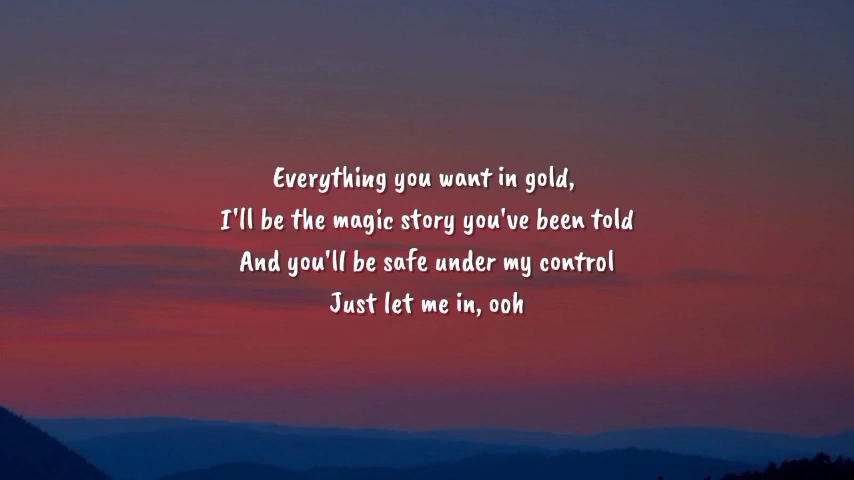 Everything you want in gold,
I'll be the magic story you've been told
And you'll be safe under my control
Just let me in, ooh